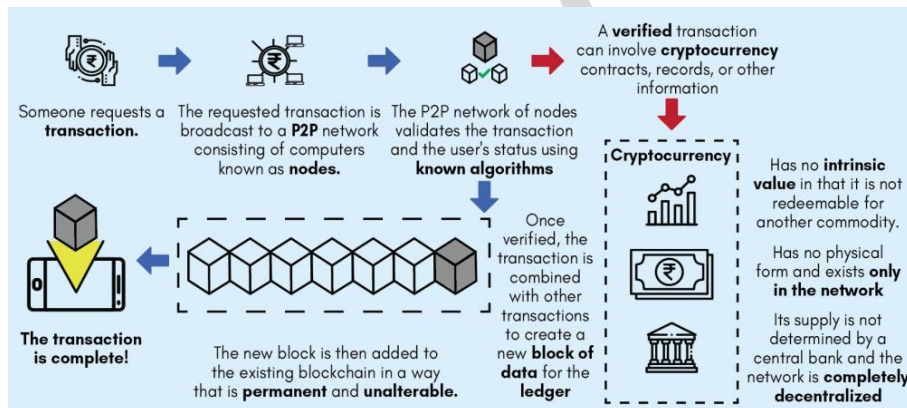 Someone requests a
transaction.
The requested transaction is
broadcast to a P2P network
consisting of computers
known as nodes.
The P2P network of nodes
validates the transaction
and the user's status using
known algorithms
A verified transaction
can involve cryptocurrency
contracts, records, or other
information
Cryptocurrency
Has no intrinsic
value in that it is not
redeemable for
another commodity.
Has no physical
form and exists only
in the network
Its supply is not
determined by a
central bank and the
network is completely
decentralized
Once
verified, the
transaction is
combined
with other
transactions
to create a
new block of
data for the
ledger
The new block is then added to
the existing blockchain in a way
that is permanent and unalterable.
The transaction
is complete!
₹
₹
₹